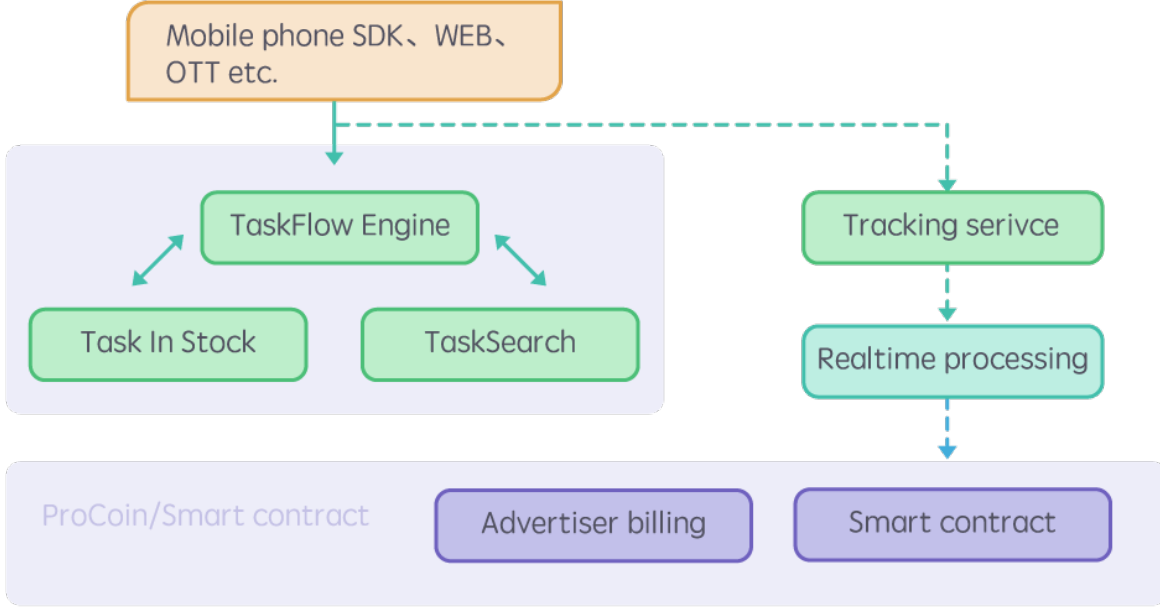 Mobile phone SDK、WEB、
OTT etc.
TaskFlow Engine
Tracking serivce
Task In Stock
TaskSearch
Realtime processing
ProCoin/Smart contract
Advertiser billing
Smart contract